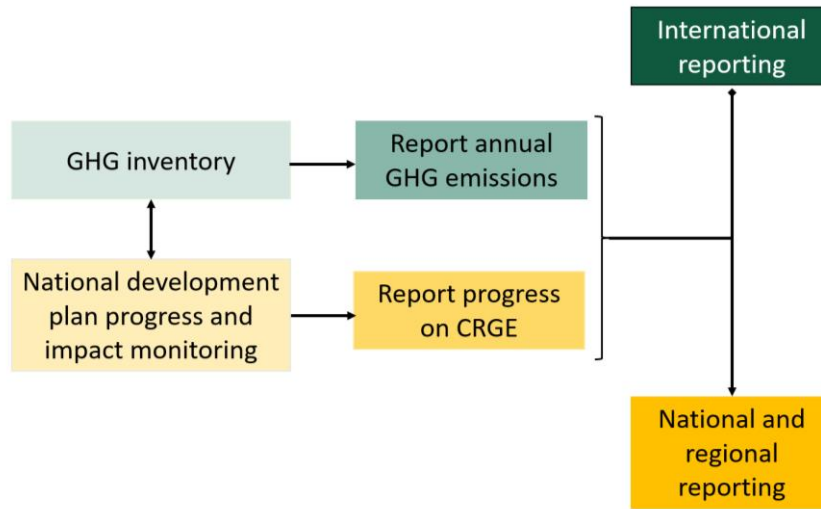 International
reporting
GHG inventory
Report annual
GHG emissions
National development
plan progress and
impact monitoring
Report progress
on CRGE
National and
regional
reporting